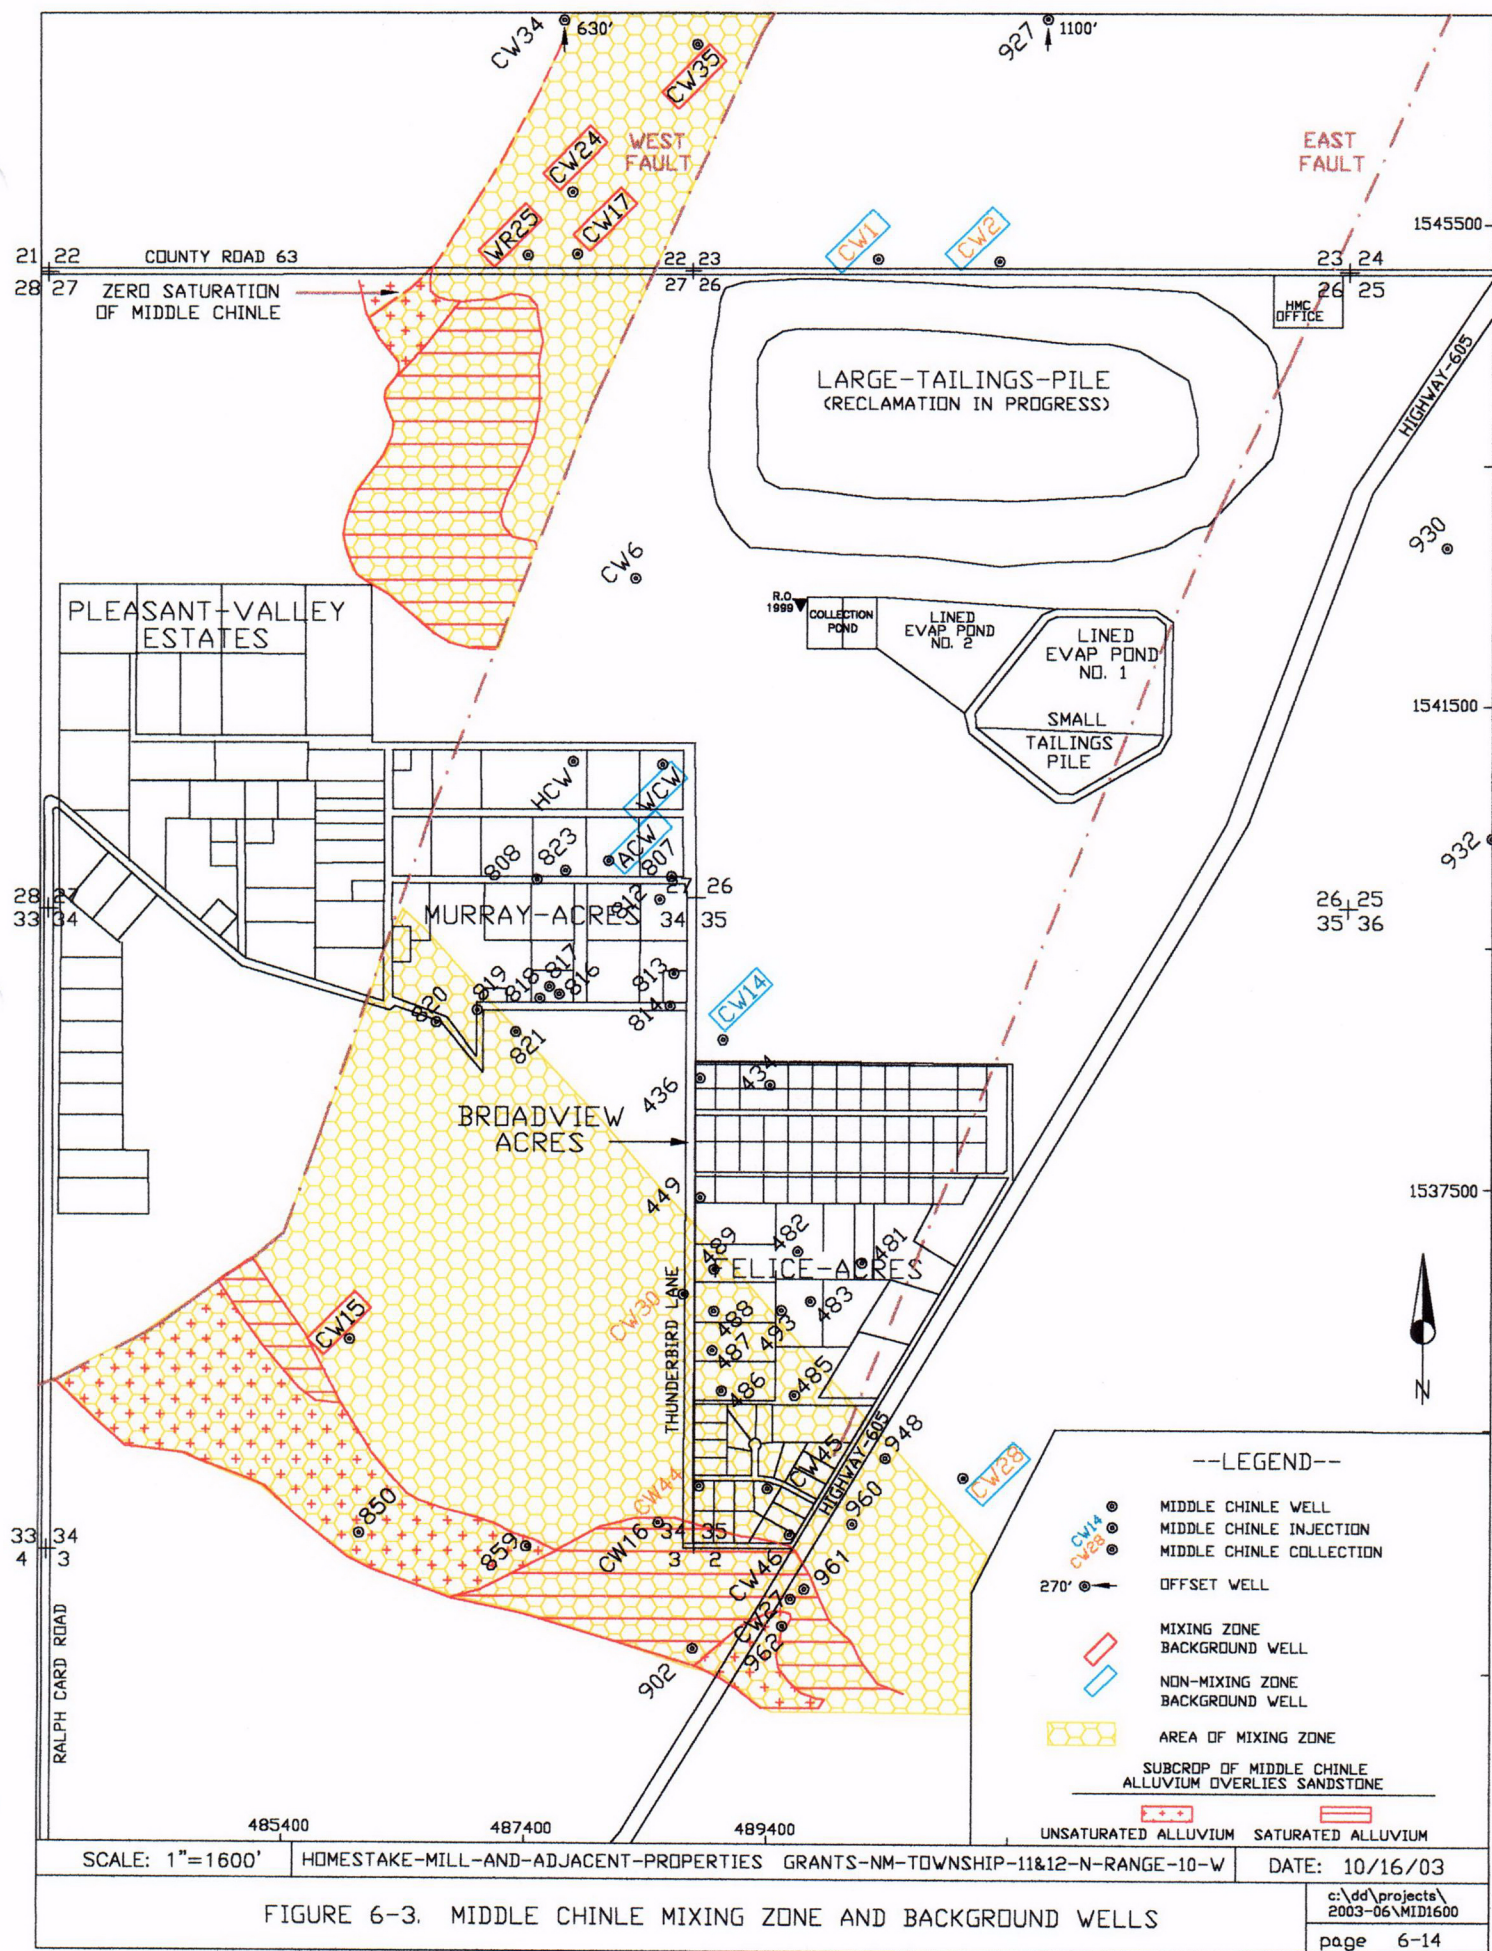 CW34
630'
927
1100'
CW35
WEST
FAULT
EAST
FAULT
CW24
WR25
CW17
CW1
CW2
1545500
21 22
28 27
COUNTY ROAD 63
22 23
27 26
23 24
26 25
ZERO SATURATION
OF MIDDLE CHINLE
HMC
OFFICE
LARGE-TAILINGS-PILE
(RECLAMATION IN PROGRESS)
HIGHWAY-605
930
CW6
R.O.
1999
COLLECTION
POND
LINED
EVAP POND
NO. 2
LINED
EVAP POND
NO. 1
PLEASANT-VALLEY
ESTATES
SMALL
TAILINGS
PILE
1541500
HCW
WCW
ACW
808
823
807
932
812
28 27
33 34
27 26
34 35
26 25
35 36
MURRAY-ACRES
820
819
818
817
816
813
814
821
CW14
436
434
BROADVIEW
ACRES
449
1537500
489
482
481
FELICE-ACRES
CW30
THUNDERBIRD LANE
488
493
483
487
486
485
CW15
N
CW45
HIGHWAY-605
948
CW28
CW44
850
859
CW16
34 35
3 2
960
33 34
4 3
CW46
961
CW27
962
902
RALPH CARD ROAD
--LEGEND--
MIDDLE CHINLE WELL
CW14 MIDDLE CHINLE INJECTION
CW28 MIDDLE CHINLE COLLECTION
270' OFFSET WELL
MIXING ZONE
BACKGROUND WELL
NON-MIXING ZONE
BACKGROUND WELL
AREA OF MIXING ZONE
SUBCROP OF MIDDLE CHINLE
ALLUVIUM OVERLIES SANDSTONE
UNSATURATED ALLUVIUM SATURATED ALLUVIUM
485400
487400
489400
SCALE: 1"=1600'
HOMESTAKE-MILL-AND-ADJACENT-PROPERTIES GRANTS-NM-TOWNSHIP-11&12-N-RANGE-10-W
DATE: 10/16/03
FIGURE 6-3. MIDDLE CHINLE MIXING ZONE AND BACKGROUND WELLS
c:\dd\projects\
2003-06\MID1600
page 6-14